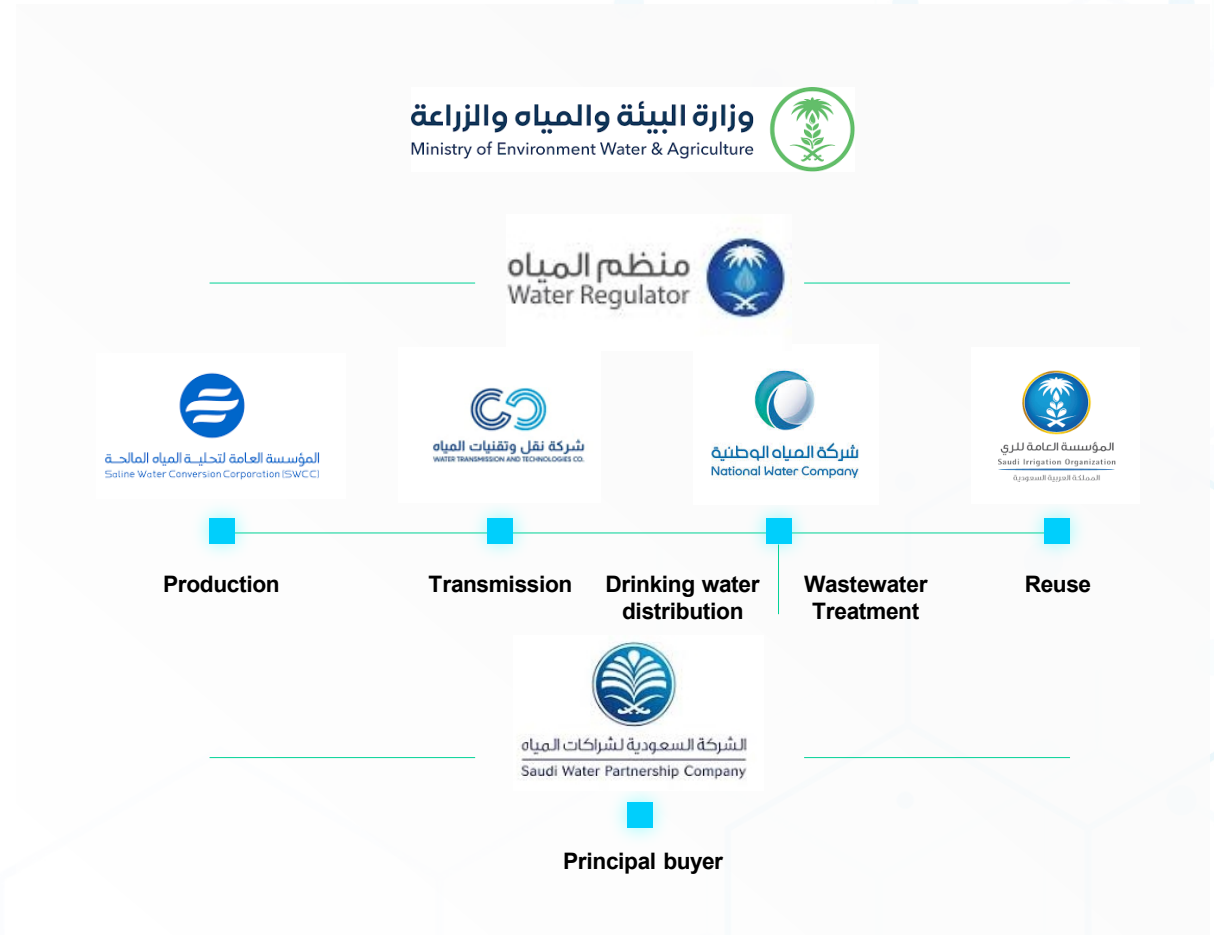 وزارة البيئة والمياه والزراعة
Ministry of Environment Water & Agriculture
منظم المياه
Water Regulator
المؤسسة العامة لتحلية المياه المالحة
Saline Water Conversion Corporation (SWCC)
شركة نقل وتقنيات المياه
WATER TRANSMISSION AND TECHNOLOGIES CO.
شركة المياه الوطنية
National Water Company
المؤسسة العامة للري
Saudi Irrigation Organization
المملكة العربية السعودية
Production
Transmission
Drinking water
distribution
Wastewater
Treatment
Reuse
الشركة السعودية لشراكات المياه
Saudi Water Partnership Company
Principal buyer